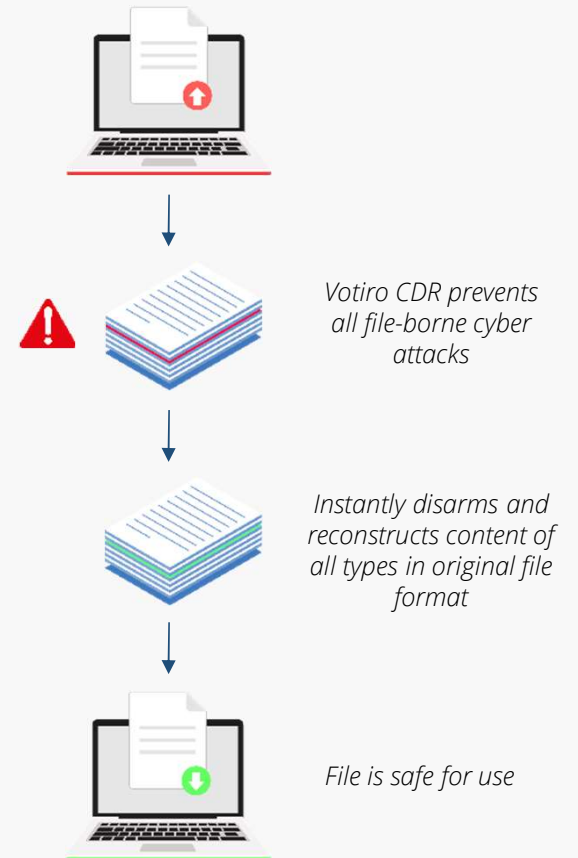 Votiro CDR prevents
all file-borne cyber
attacks
Instantly disarms and
reconstructs content of
all types in original file
format
File is safe for use